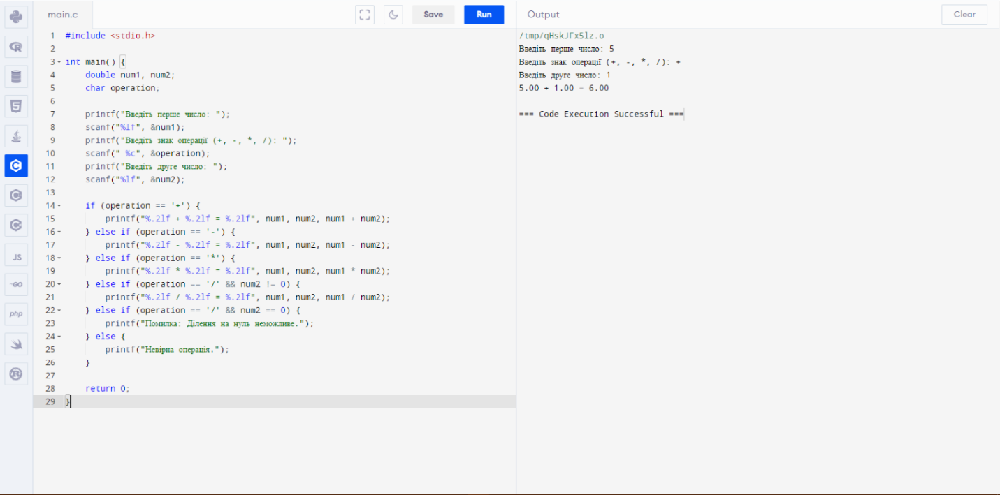 main.c
Save
Run
Output
Clear
1 #include <stdio.h>
2
3 int main() {
4     double num1, num2;
5     char operation;
6
7     printf("Введіть перше число: ");
8     scanf("%lf", &num1);
9     printf("Введіть знак операції (+, -, *, /): ");
10     scanf(" %c", &operation);
11     printf("Введіть друге число: ");
12     scanf("%lf", &num2);
13
14     if (operation == '+') {
15         printf("%.2lf + %.2lf = %.2lf", num1, num2, num1 + num2);
16     } else if (operation == '-') {
17         printf("%.2lf - %.2lf = %.2lf", num1, num2, num1 - num2);
18     } else if (operation == '*') {
19         printf("%.2lf * %.2lf = %.2lf", num1, num2, num1 * num2);
20     } else if (operation == '/' && num2 != 0) {
21         printf("%.2lf / %.2lf = %.2lf", num1, num2, num1 / num2);
22     } else if (operation == '/' && num2 == 0) {
23         printf("Помилка: Ділення на нуль неможливе.");
24     } else {
25         printf("Невірна операція.");
26     }
27
28     return 0;
29 }
/tmp/qHskJFx5lz.o
Введіть перше число: 5
Введіть знак операції (+, -, *, /): +
Введіть друге число: 1
5.00 + 1.00 = 6.00
=== Code Execution Successful ===
R
5
C
C
C
JS
GO
php
R